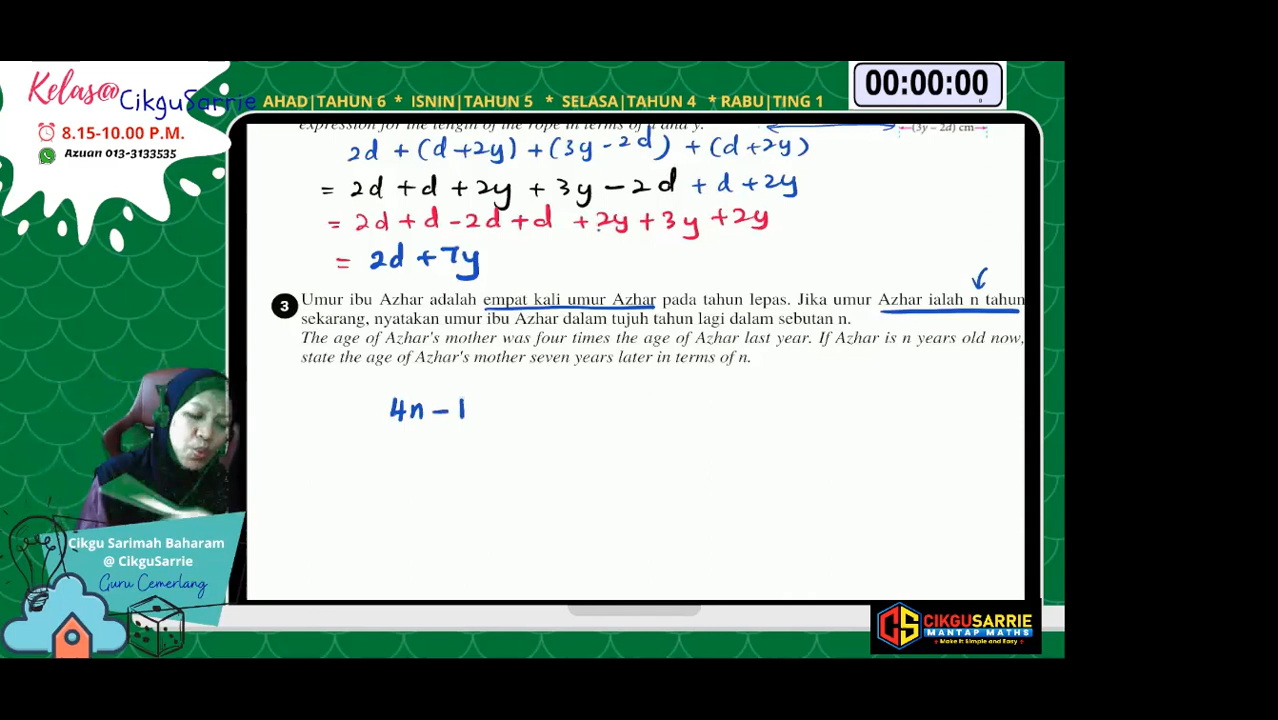 Kelas@CikguSarrie
8.15-10.00 P.M.
Azuan 013-3133535
AHAD|TAHUN 6 * ISNIN|TAHUN 5 * SELASA|TAHUN 4 * RABU|TING 1
00:00:00
expression for the length of the rope in terms of d and y.
(3y – 2d) cm
2d + (d+2y) + (3y-2d) + (d+2y)
= 2d + d + 2y + 3y - 2d + d + 2y
= 2d + d - 2d + d + 2y + 3y + 2y
= 2d + 7y
3 Umur ibu Azhar adalah empat kali umur Azhar pada tahun lepas. Jika umur Azhar ialah n tahun
sekarang, nyatakan umur ibu Azhar dalam tujuh tahun lagi dalam sebutan n.
The age of Azhar's mother was four times the age of Azhar last year. If Azhar is n years old now,
state the age of Azhar's mother seven years later in terms of n.
4n - 1
Cikgu Sarimah Baharam
@ CikguSarrie
Guru Cemerlang
CS CIKGUSARRIE
MANTAP MATHS
Make It Simple and Easy